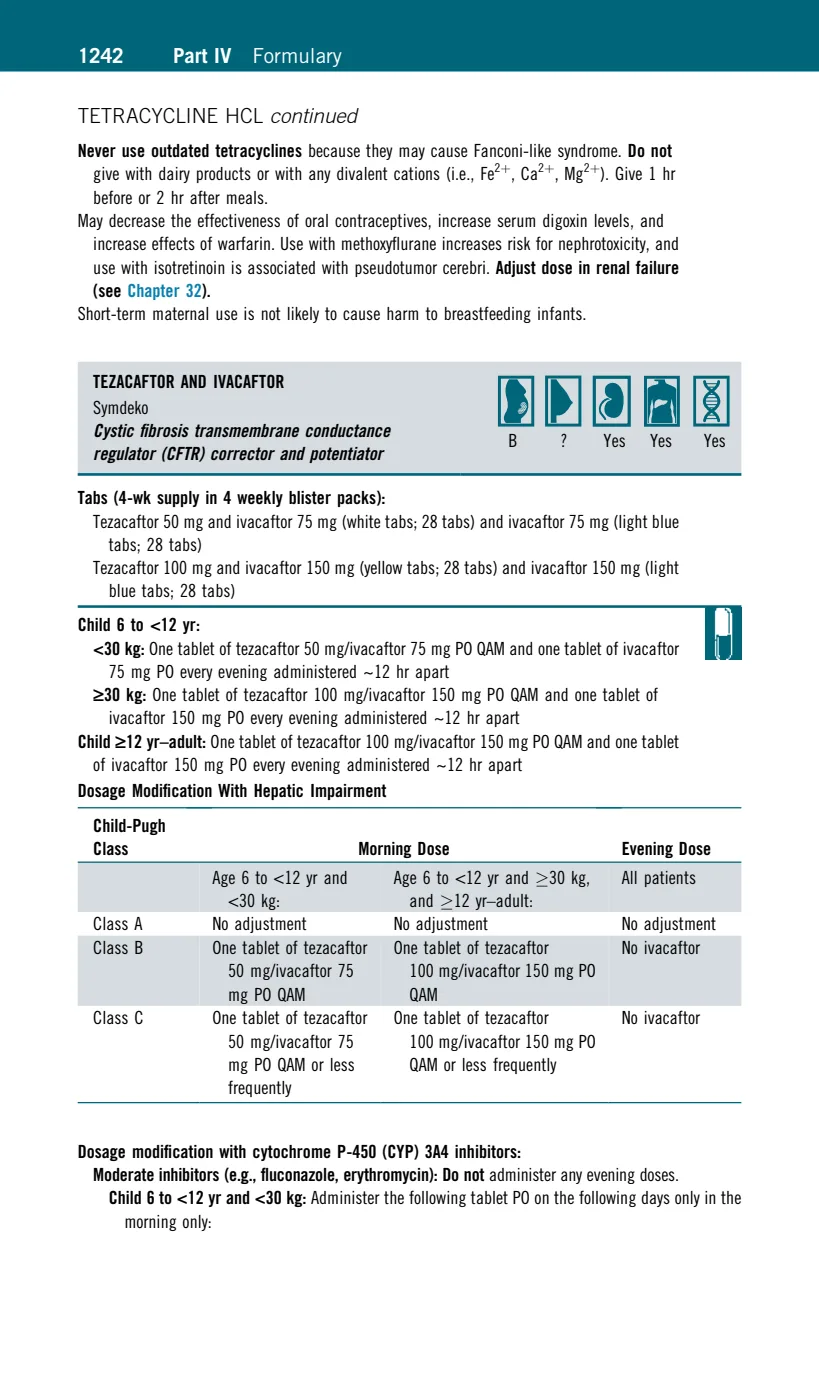 1242 Part IV Formulary
TETRACYCLINE HCL continued
Never use outdated tetracyclines because they may cause Fanconi-like syndrome. Do not
give with dairy products or with any divalent cations (i.e., Fe2+, Ca2+, Mg2+). Give 1 hr
before or 2 hr after meals.
May decrease the effectiveness of oral contraceptives, increase serum digoxin levels, and
increase effects of warfarin. Use with methoxyflurane increases risk for nephrotoxicity, and
use with isotretinoin is associated with pseudotumor cerebri. Adjust dose in renal failure
(see Chapter 32).
Short-term maternal use is not likely to cause harm to breastfeeding infants.
TEZACAFTOR AND IVACAFTOR
Symdeko
Cystic fibrosis transmembrane conductance
regulator (CFTR) corrector and potentiator
B ? Yes Yes Yes
Tabs (4-wk supply in 4 weekly blister packs):
Tezacaftor 50 mg and ivacaftor 75 mg (white tabs; 28 tabs) and ivacaftor 75 mg (light blue
tabs; 28 tabs)
Tezacaftor 100 mg and ivacaftor 150 mg (yellow tabs; 28 tabs) and ivacaftor 150 mg (light
blue tabs; 28 tabs)
Child 6 to <12 yr:
<30 kg: One tablet of tezacaftor 50 mg/ivacaftor 75 mg PO QAM and one tablet of ivacaftor
75 mg PO every evening administered ~12 hr apart
≥30 kg: One tablet of tezacaftor 100 mg/ivacaftor 150 mg PO QAM and one tablet of
ivacaftor 150 mg PO every evening administered ~12 hr apart
Child ≥12 yr–adult: One tablet of tezacaftor 100 mg/ivacaftor 150 mg PO QAM and one tablet
of ivacaftor 150 mg PO every evening administered ~12 hr apart
Dosage Modification With Hepatic Impairment
Child-Pugh
Class Morning Dose Evening Dose
Age 6 to <12 yr and Age 6 to <12 yr and ≥30 kg, All patients
<30 kg: and ≥12 yr–adult:
Class A No adjustment No adjustment No adjustment
Class B One tablet of tezacaftor One tablet of tezacaftor No ivacaftor
50 mg/ivacaftor 75 100 mg/ivacaftor 150 mg PO
mg PO QAM QAM
Class C One tablet of tezacaftor One tablet of tezacaftor No ivacaftor
50 mg/ivacaftor 75 100 mg/ivacaftor 150 mg PO
mg PO QAM or less QAM or less frequently
frequently
Dosage modification with cytochrome P-450 (CYP) 3A4 inhibitors:
Moderate inhibitors (e.g., fluconazole, erythromycin): Do not administer any evening doses.
Child 6 to <12 yr and <30 kg: Administer the following tablet PO on the following days only in the
morning only: